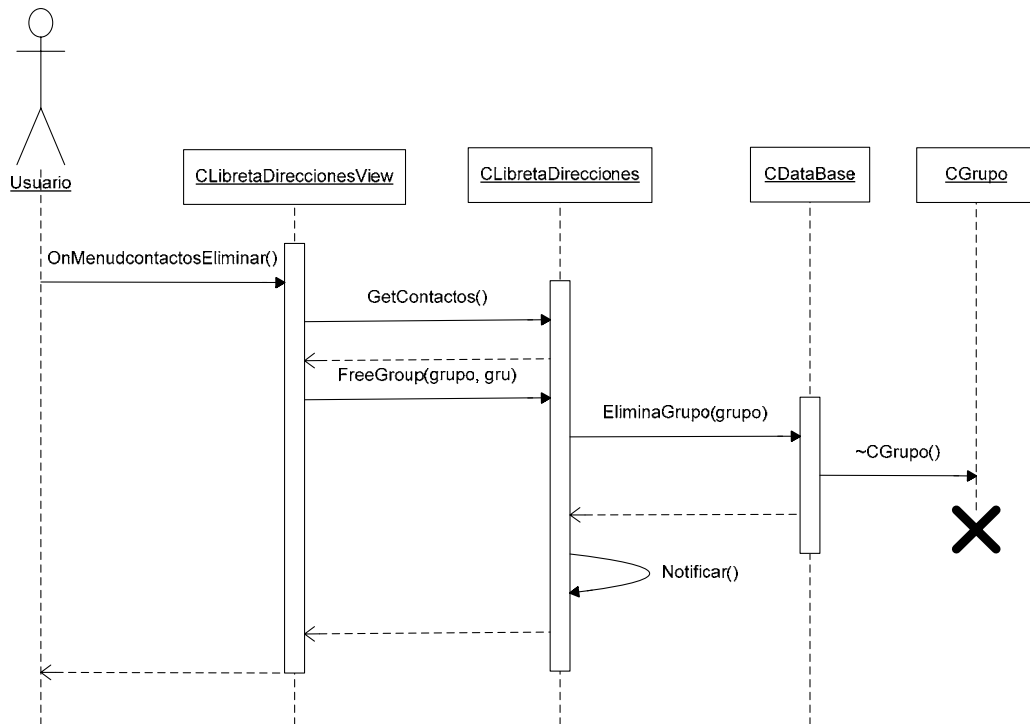 Usuario
CLibretaDireccionesView
CLibretaDirecciones
CDataBase
CGrupo
OnMenudcontactosEliminar()
GetContactos()
FreeGroup(grupo, gru)
EliminaGrupo(grupo)
~CGrupo()
Notificar()